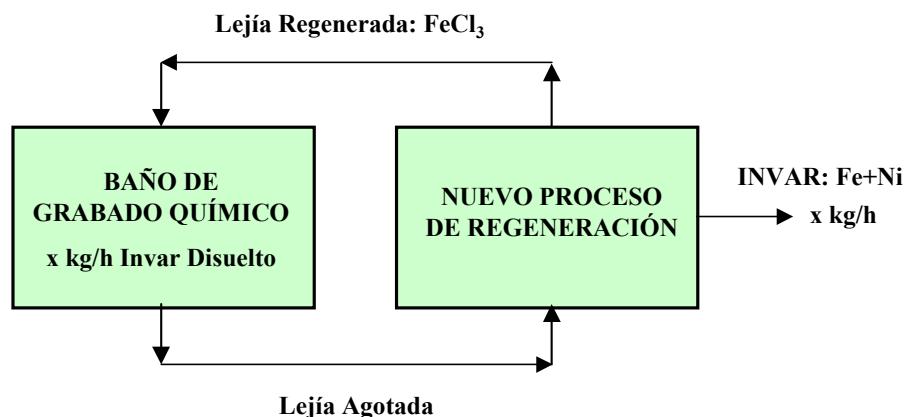 Lejía Regenerada: FeCl₃
BAÑO DE
GRABADO QUÍMICO
x kg/h Invar Disuelto
NUEVO PROCESO
DE REGENERACIÓN
INVAR: Fe+Ni
x kg/h
Lejía Agotada